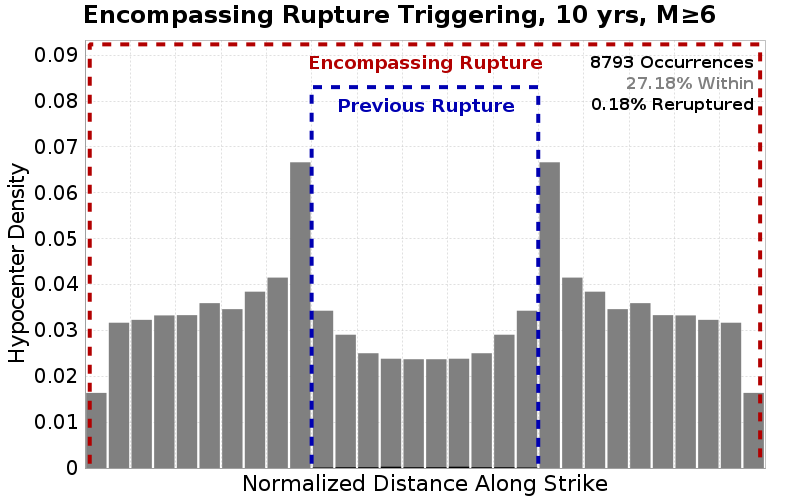 Encompassing Rupture Triggering, 10 yrs, M≥6
Encompassing Rupture
Previous Rupture
8793 Occurrences
27.18% Within
0.18% Reruptured
Hypocenter Density
0.09
0.08
0.07
0.06
0.05
0.04
0.03
0.02
0.01
0
Normalized Distance Along Strike